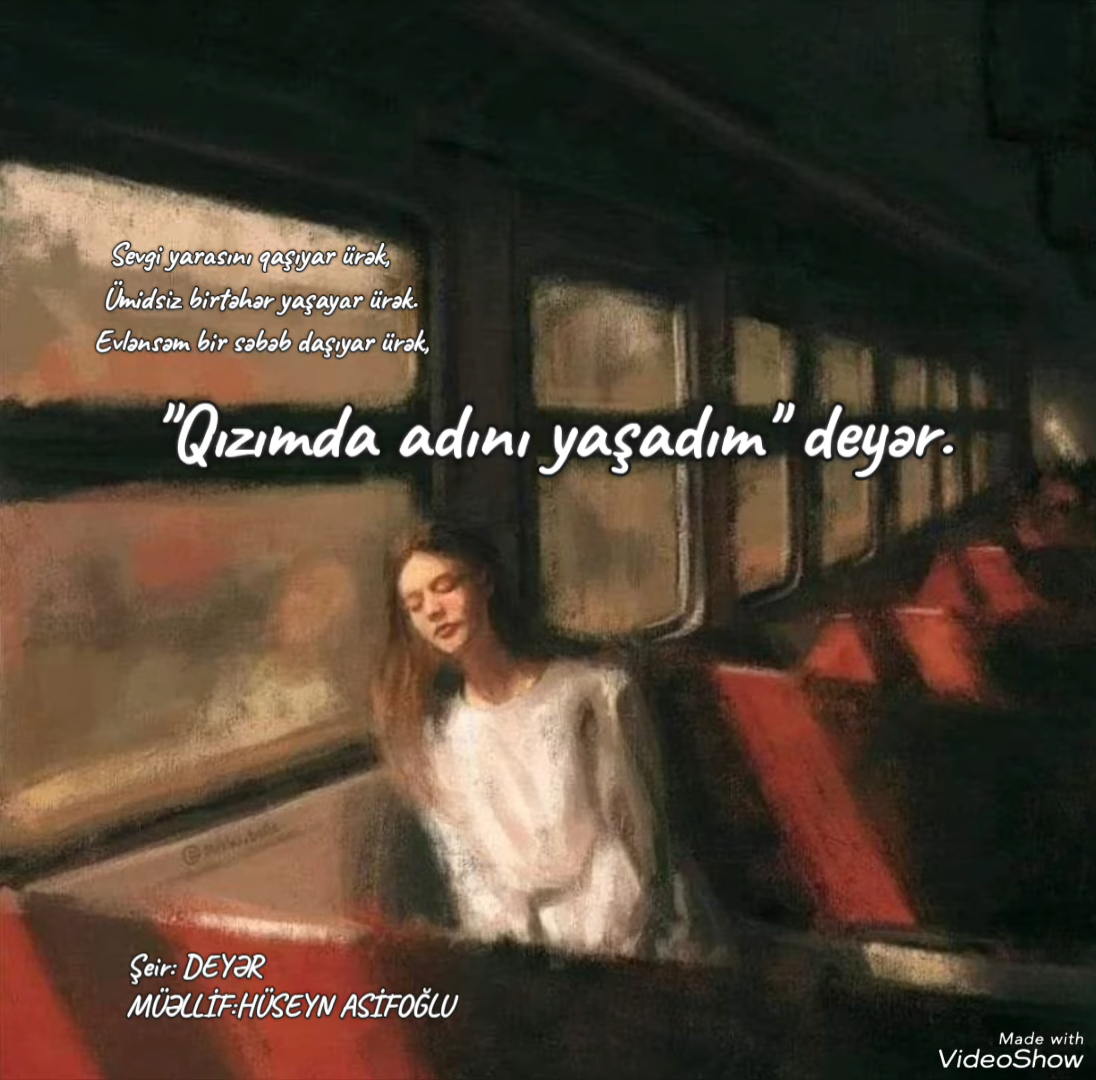 Sevgi yarasını qaşıyar ürək,
Ümidsiz birtəhər yaşayar ürək.
Evlənsəm bir səbəb daşıyar ürək,
"Qızımda adını yaşadım" deyər.
Şeir: DEYƏR
MÜƏLLİF:HÜSEYN ASİFOĞLU
Made with
VideoShow